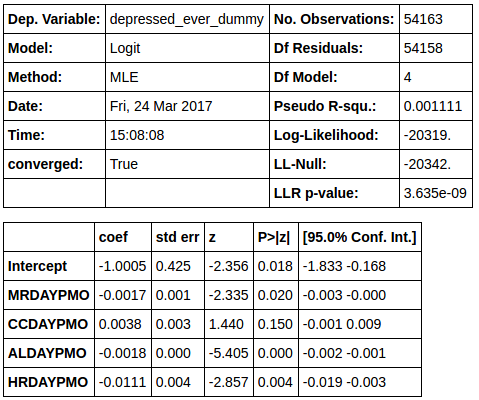 Dep. Variable: depressed_ever_dummy No. Observations: 54163
Model: Logit Df Residuals: 54158
Method: MLE Df Model: 4
Date: Fri, 24 Mar 2017 Pseudo R-squ.: 0.001111
Time: 15:08:08 Log-Likelihood: -20319.
converged: True LL-Null: -20342.
LLR p-value: 3.635e-09
coef std err z P>|z| [95.0% Conf. Int.]
Intercept -1.0005 0.425 -2.356 0.018 -1.833 -0.168
MRDAYPMO -0.0017 0.001 -2.335 0.020 -0.003 -0.000
CCDAYPMO 0.0038 0.003 1.440 0.150 -0.001 0.009
ALDAYPMO -0.0018 0.000 -5.405 0.000 -0.002 -0.001
HRDAYPMO -0.0111 0.004 -2.857 0.004 -0.019 -0.003